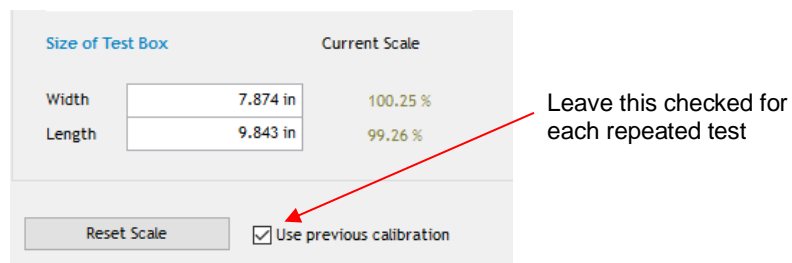 Size of Test Box Current Scale
Width 7.874 in 100.25 %
Length 9.843 in 99.26 %
Leave this checked for
each repeated test
Reset Scale Use previous calibration